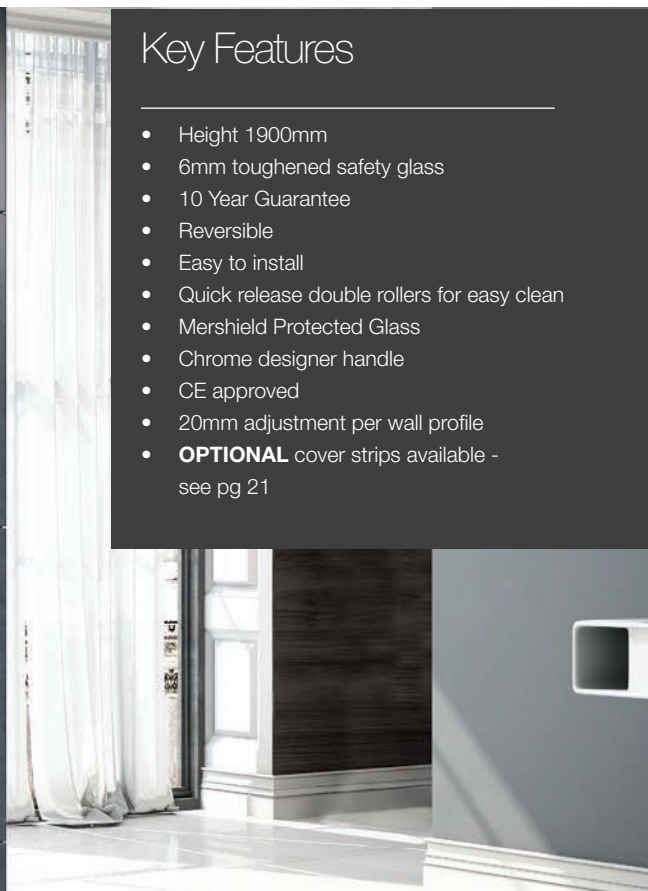 Key Features
• Height 1900mm
• 6mm toughened safety glass
• 10 Year Guarantee
• Reversible
• Easy to install
• Quick release double rollers for easy clean
• Mershield Protected Glass
• Chrome designer handle
• CE approved
• 20mm adjustment per wall profile
• OPTIONAL cover strips available -
see pg 21